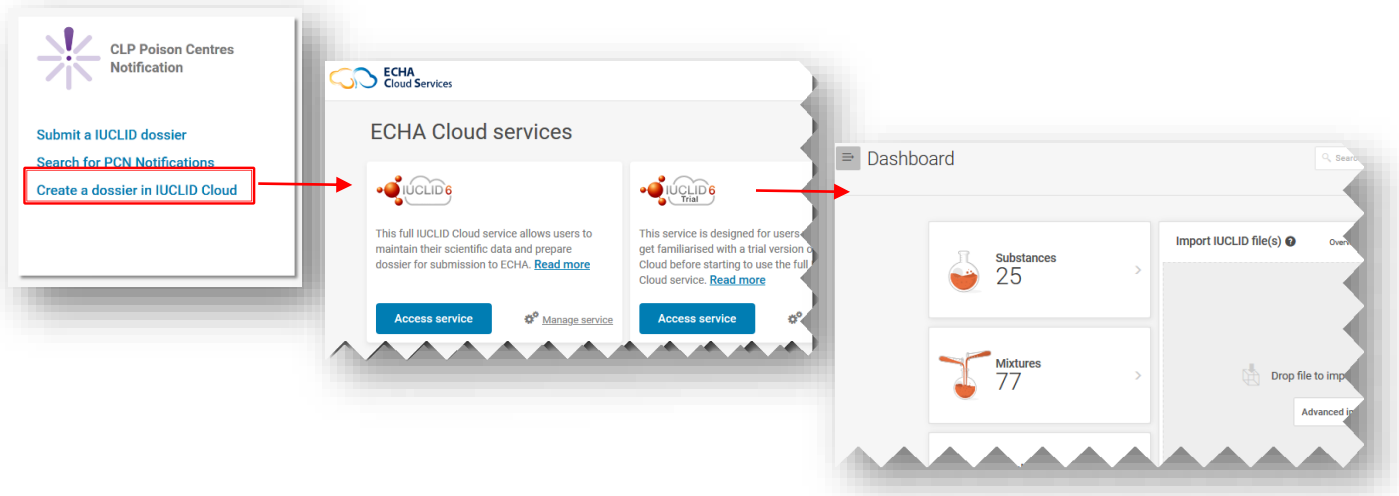 CLP Poison Centres
Notification
Submit a IUCLID dossier
Search for PCN Notifications
Create a dossier in IUCLID Cloud
ECHA
Cloud Services
ECHA Cloud services
IUCLID 6
This full IUCLID Cloud service allows users to
maintain their scientific data and prepare
dossier for submission to ECHA. Read more
Access service
Manage service
IUCLID 6
Trial
This service is designed for users
get familiarised with a trial version
Cloud before starting to use the full
Cloud service. Read more
Access service
Dashboard
Substances
25
Mixtures
77
Import IUCLID file(s)
Drop file to
Advanced